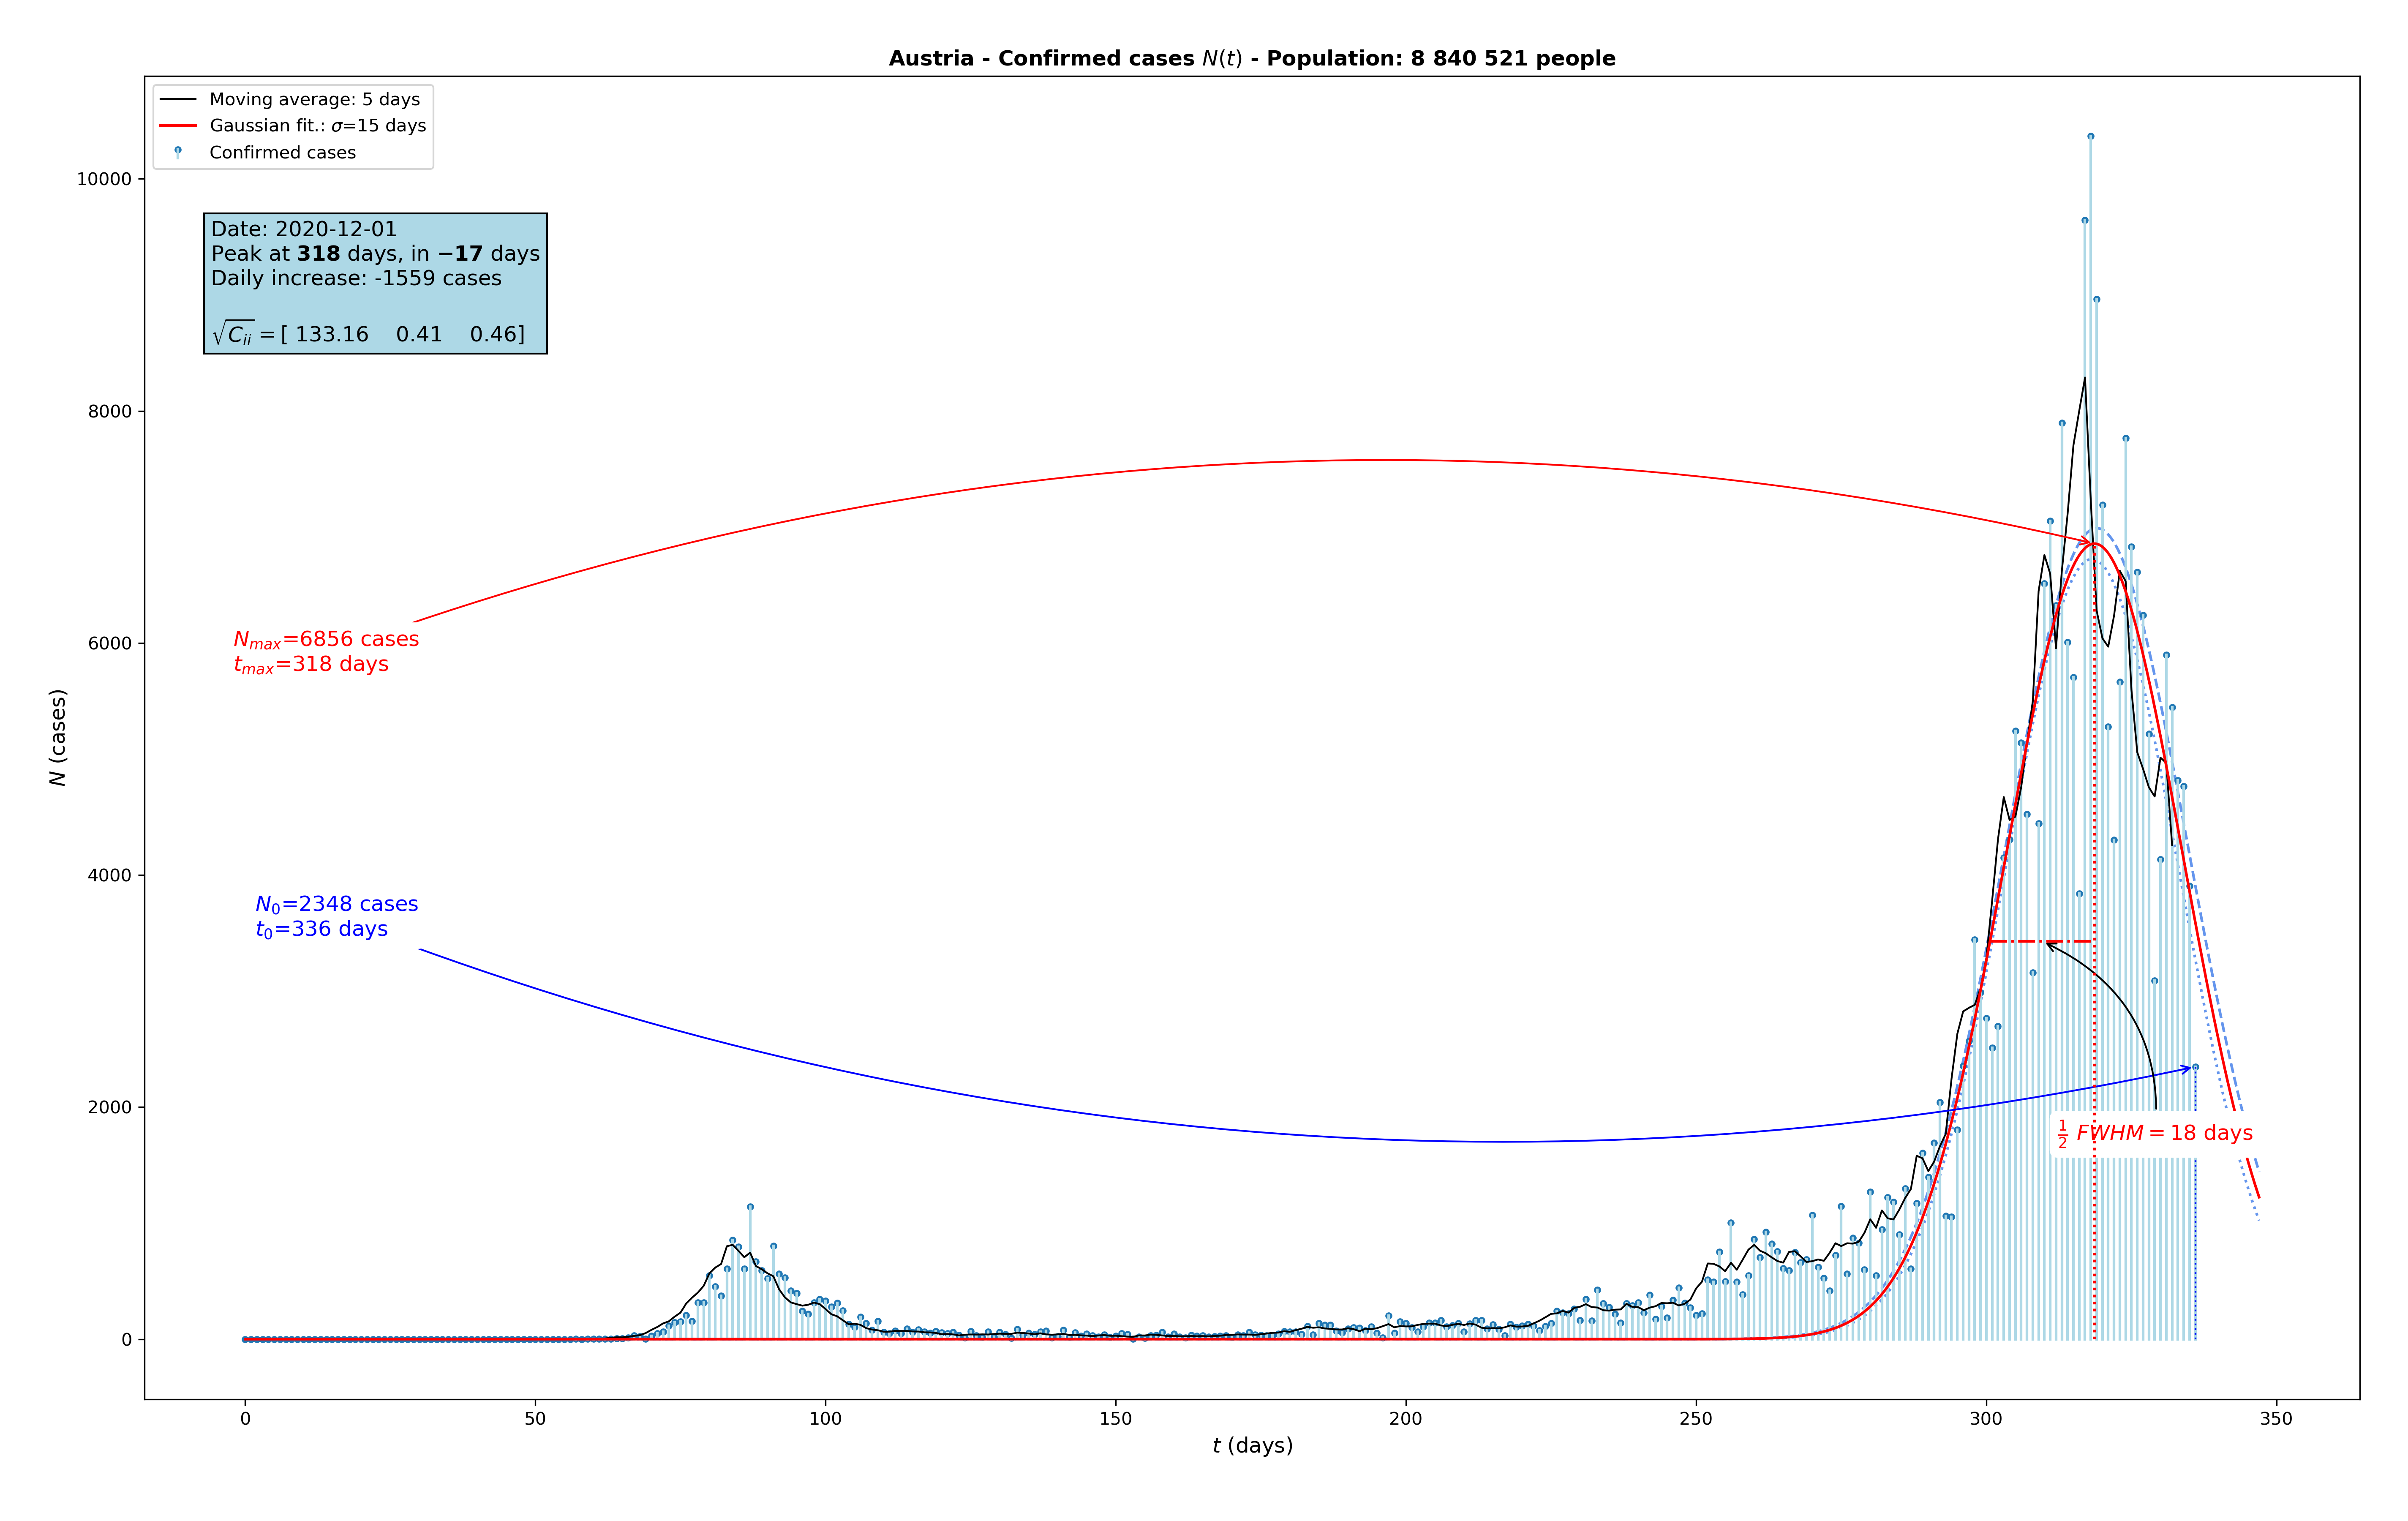 Austria - Confirmed cases N(t) - Population: 8 840 521 people
Moving average: 5 days
Gaussian fit.: σ=15 days
Confirmed cases
Date: 2020-12-01
Peak at 318 days, in −17 days
Daily increase: -1559 cases
√Cᵢᵢ = [ 133.16 0.41 0.46]
N_max=6856 cases
t_max=318 days
N₀=2348 cases
t₀=336 days
½ FWHM = 18 days
N (cases)
10000
8000
6000
4000
2000
0
0 50 100 150 200 250 300 350
t (days)